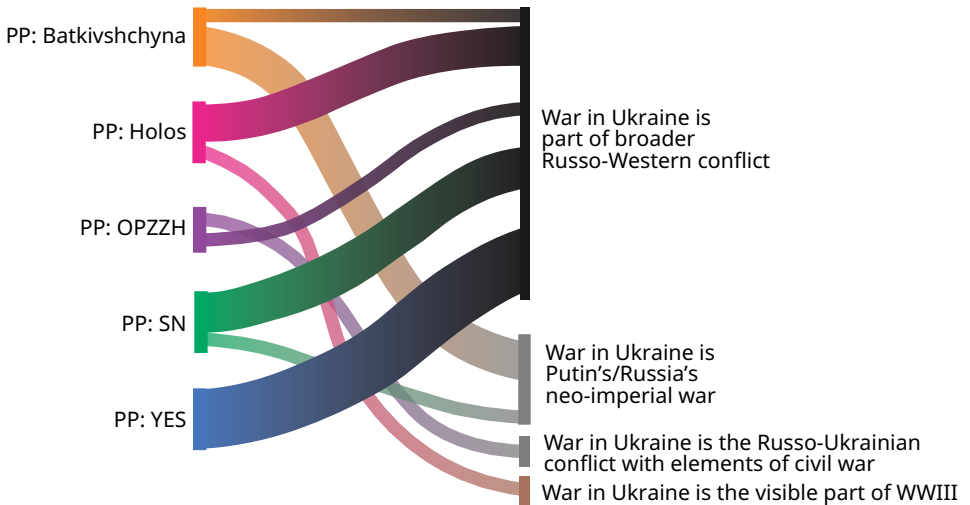 PP: Batkivshchyna
PP: Holos
PP: OPZZH
PP: SN
PP: YES
War in Ukraine is
part of broader
Russo-Western conflict
War in Ukraine is
Putin’s/Russia’s
neo-imperial war
War in Ukraine is the Russo-Ukrainian
conflict with elements of civil war
War in Ukraine is the visible part of WWIII